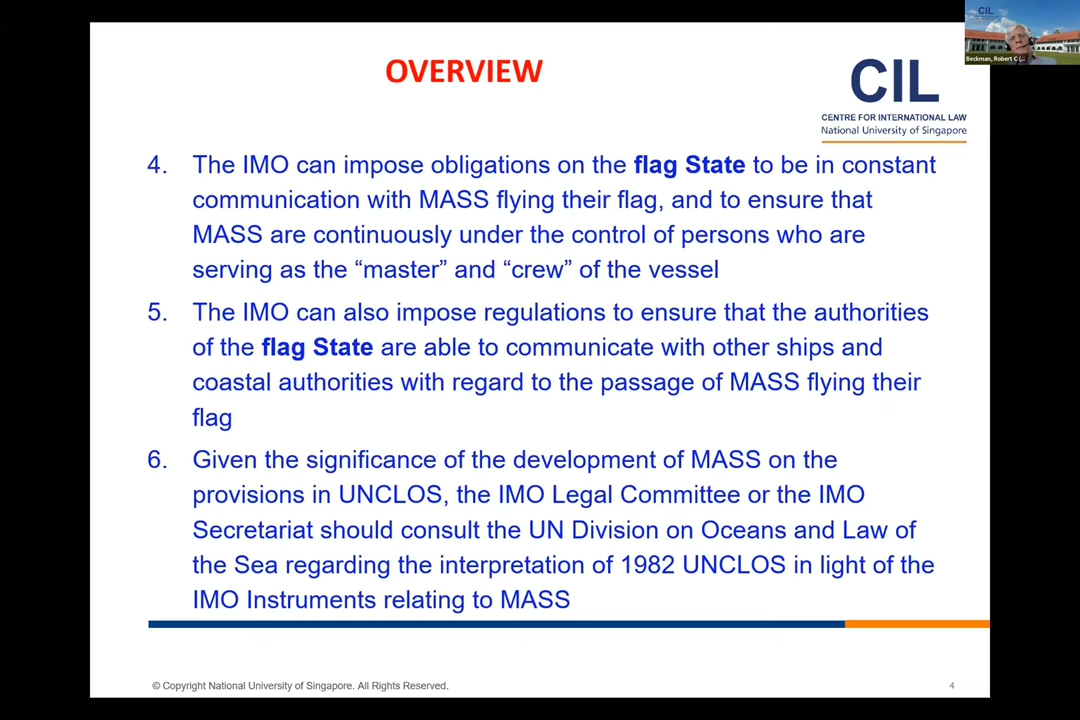 CIL
Beckman, Robert C
OVERVIEW
CIL
CENTRE FOR INTERNATIONAL LAW
National University of Singapore
4. The IMO can impose obligations on the flag State to be in constant
communication with MASS flying their flag, and to ensure that
MASS are continuously under the control of persons who are
serving as the “master” and “crew” of the vessel
5. The IMO can also impose regulations to ensure that the authorities
of the flag State are able to communicate with other ships and
coastal authorities with regard to the passage of MASS flying their
flag
6. Given the significance of the development of MASS on the
provisions in UNCLOS, the IMO Legal Committee or the IMO
Secretariat should consult the UN Division on Oceans and Law of
the Sea regarding the interpretation of 1982 UNCLOS in light of the
IMO Instruments relating to MASS
© Copyright National University of Singapore. All Rights Reserved.
4